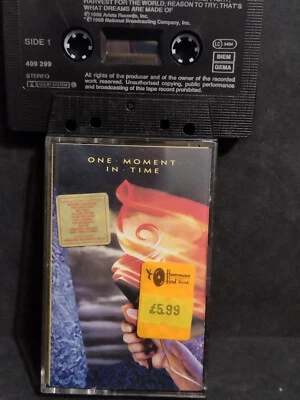 HARVEST FOR THE WORLD; REASON TO TRY; THAT'S
WHAT DREAMS ARE MADE OF
℗1988 Arista Records, Inc.
©1988 National Broadcasting Company, Inc.
SIDE 1
LC 3484
409 299
BIEM
GEMA
STEREO
All rights of the producer and of the owner of the recorded
work reserved. Unauthorised copying, public performance
and broadcasting of this tape record prohibited.
ONE · MOMENT
IN · TIME
£5.99